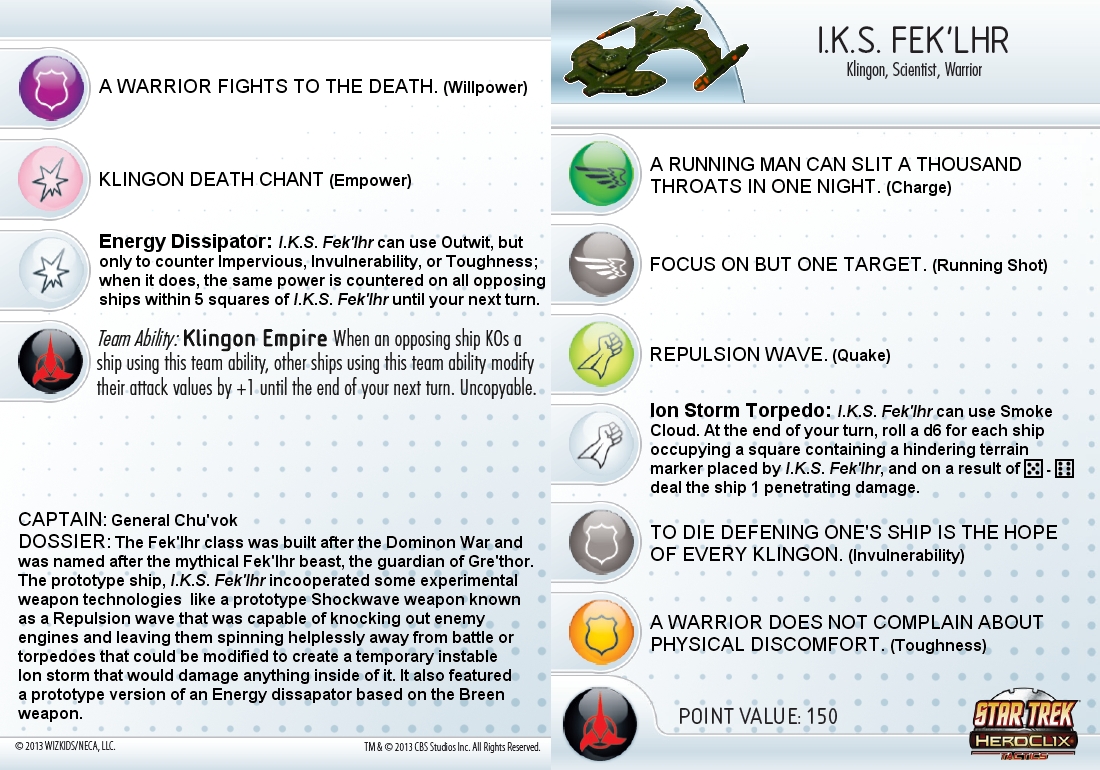 A WARRIOR FIGHTS TO THE DEATH. (Willpower)
KLINGON DEATH CHANT (Empower)
Energy Dissipator: I.K.S. Fek'lhr can use Outwit, but
only to counter Impervious, Invulnerability, or Toughness;
when it does, the same power is countered on all opposing
ships within 5 squares of I.K.S. Fek'lhr until your next turn.
Team Ability: Klingon Empire When an opposing ship KOs a
ship using this team ability, other ships using this team ability modify
their attack values by +1 until the end of your next turn. Uncopyable.
CAPTAIN: General Chu'vok
DOSSIER: The Fek'lhr class was built after the Dominon War and
was named after the mythical Fek'lhr beast, the guardian of Gre'thor.
The prototype ship, I.K.S. Fek'lhr incooperated some experimental
weapon technologies like a prototype Shockwave weapon known
as a Repulsion wave that was capable of knocking out enemy
engines and leaving them spinning helplessly away from battle or
torpedoes that could be modified to create a temporary instable
Ion storm that would damage anything inside of it. It also featured
a prototype version of an Energy dissapator based on the Breen
weapon.
© 2013 WIZKIDS/NECA, LLC.
TM & © 2013 CBS Studios Inc. All Rights Reserved.
I.K.S. FEK'LHR
Klingon, Scientist, Warrior
A RUNNING MAN CAN SLIT A THOUSAND
THROATS IN ONE NIGHT. (Charge)
FOCUS ON BUT ONE TARGET. (Running Shot)
REPULSION WAVE. (Quake)
Ion Storm Torpedo: I.K.S. Fek'lhr can use Smoke
Cloud. At the end of your turn, roll a d6 for each ship
occupying a square containing a hindering terrain
marker placed by I.K.S. Fek'lhr, and on a result of ⚄ - ⚅
deal the ship 1 penetrating damage.
TO DIE DEFENING ONE'S SHIP IS THE HOPE
OF EVERY KLINGON. (Invulnerability)
A WARRIOR DOES NOT COMPLAIN ABOUT
PHYSICAL DISCOMFORT. (Toughness)
POINT VALUE: 150
STAR TREK
HEROCLIX
TACTICS